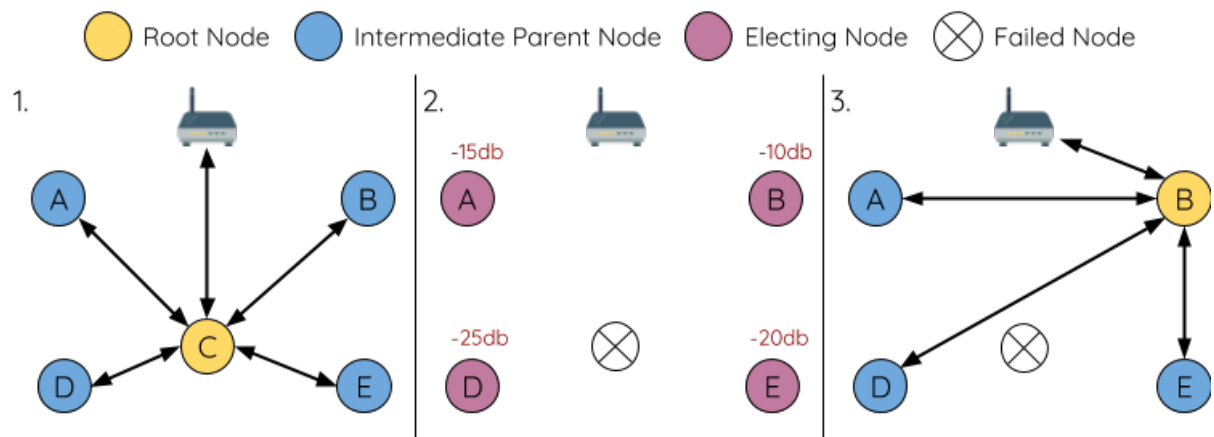 Root Node Intermediate Parent Node Electing Node Failed Node
1. 2. 3.
-15db -10db
A B A B A B
-25db -20db
C
D E D E D E